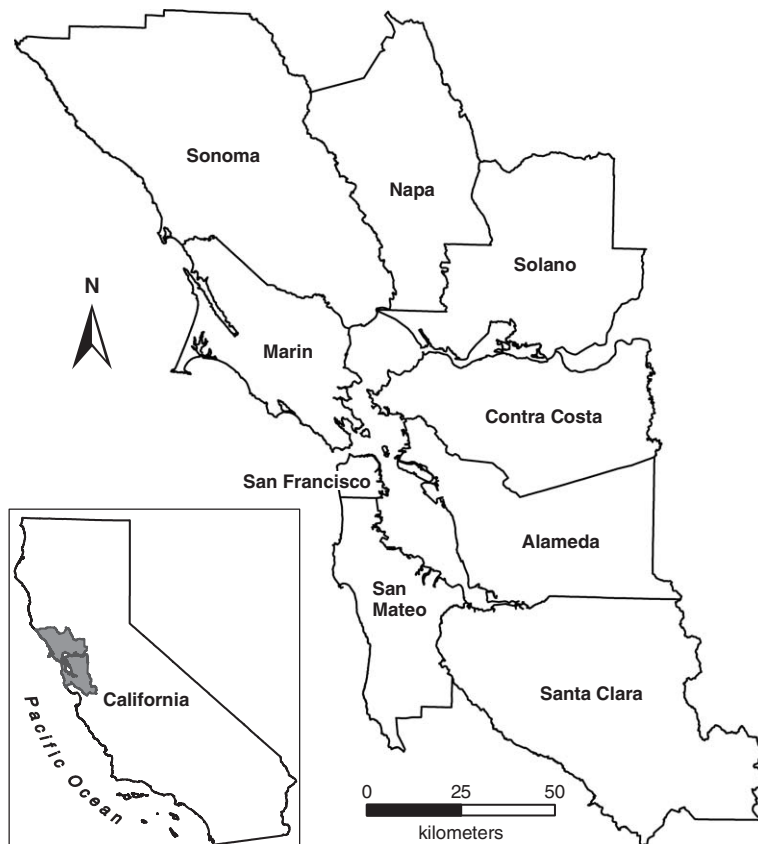 Sonoma
Napa
Solano
N
Marin
Contra Costa
San Francisco
Alameda
San
Mateo
Santa Clara
California
Pacific Ocean
0 25 50
kilometers